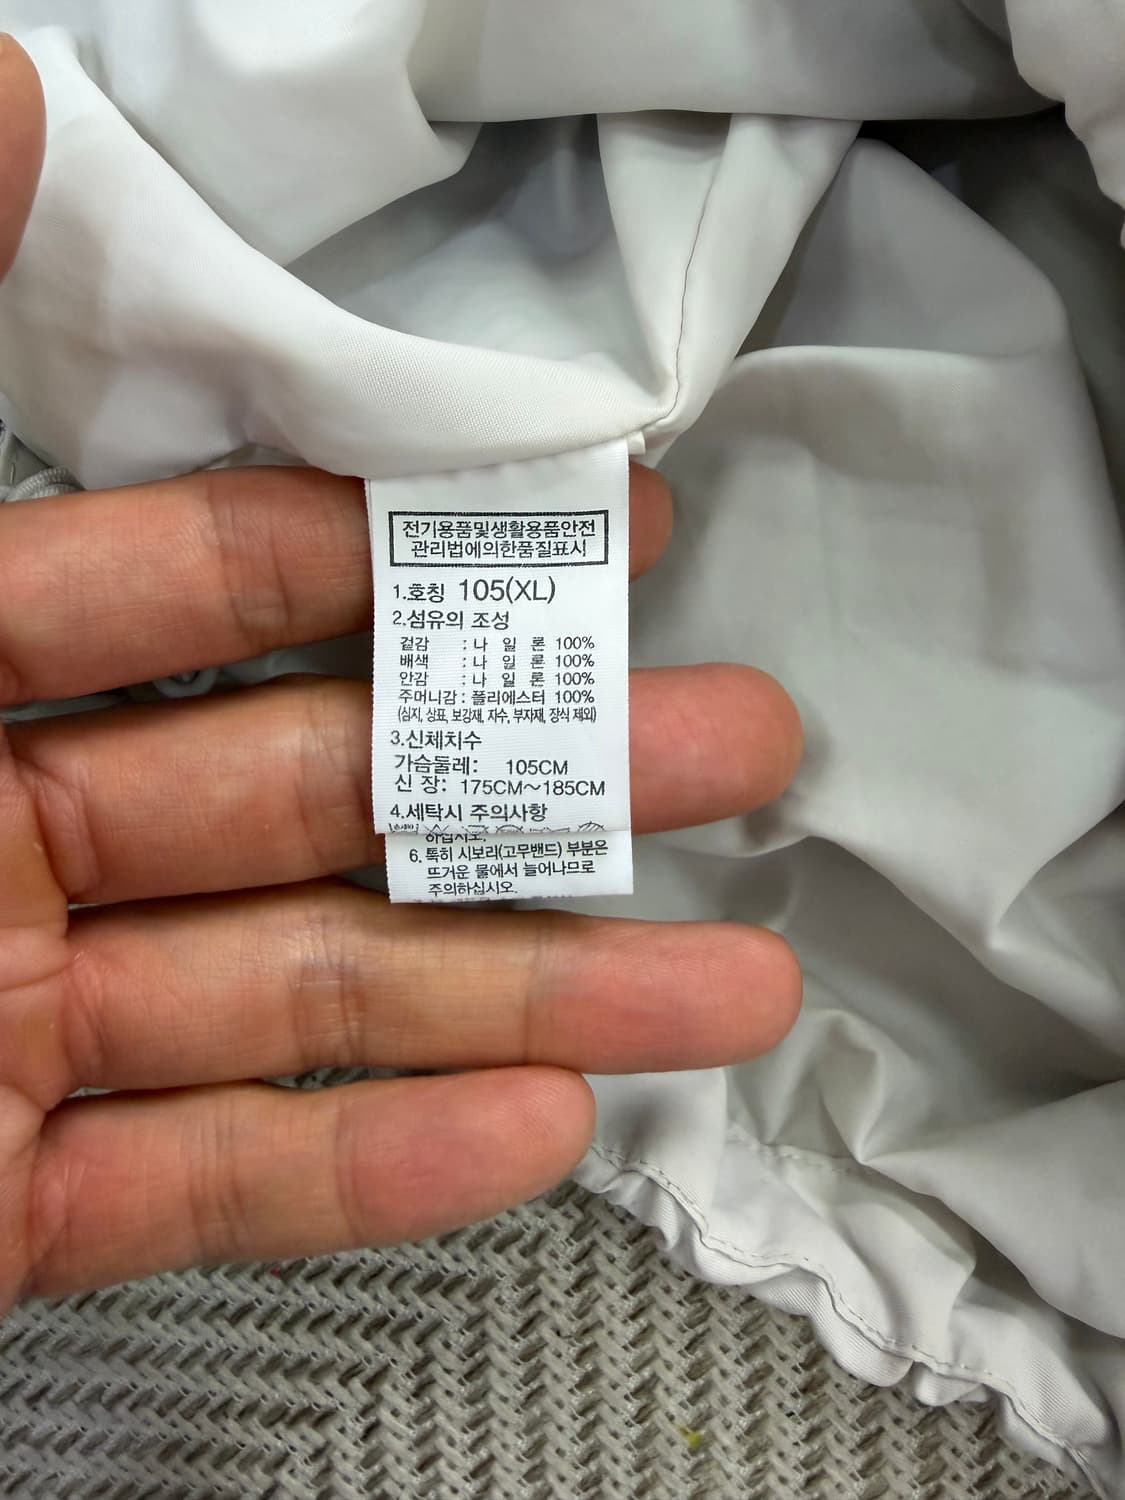 전기용품및생활용품안전
관리법에의한품질표시
1.호칭 105(XL)
2.섬유의 조성
겉감 : 나 일 론 100%
배색 : 나 일 론 100%
안감 : 나 일 론 100%
주머니감 : 폴리에스터 100%
(심지, 상표, 보강재, 자수, 부자재, 장식 제외)
3.신체치수
가슴둘레: 105CM
신 장: 175CM~185CM
4.세탁시 주의사항
하십시오.
6. 특히 시보리(고무밴드) 부분은
뜨거운 물에서 늘어나므로
주의하십시오.